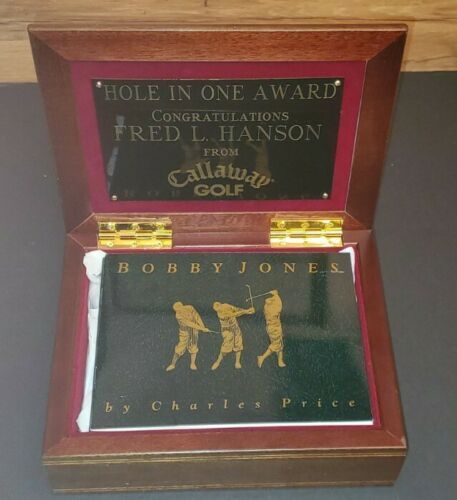 HOLE IN ONE AWARD
CONGRATULATIONS
FRED L. HANSON
FROM
Callaway
GOLF
BOBBY JONES
by Charles Price